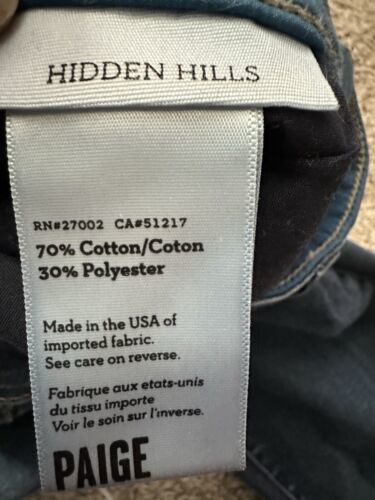 HIDDEN HILLS
RN#27002 CA#51217
70% Cotton/Coton
30% Polyester
Made in the USA of
imported fabric.
See care on reverse.
Fabrique aux etats-unis
du tissu importe
Voir le soin sur l'inverse.
PAIGE